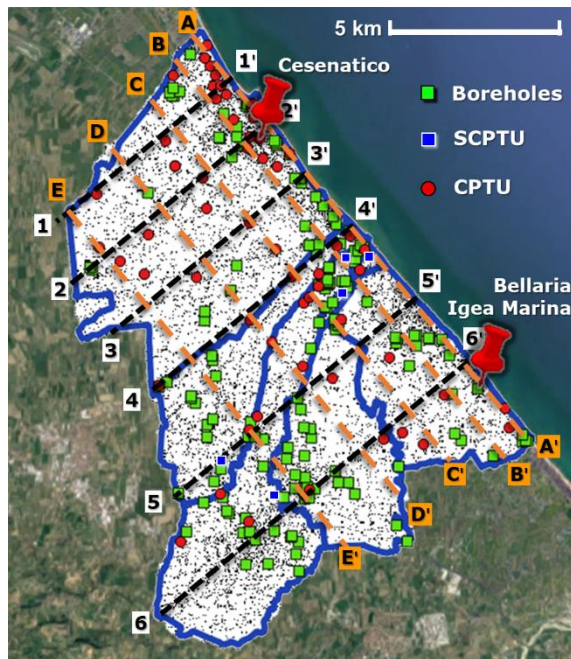 A
5 km
B
1'
Cesenatico
C
Boreholes
2'
D
SCPTU
3'
E
CPTU
4'
1
5'
Bellaria
Igea Marina
2
6'
3
4
A'
B'
C'
5
D'
E'
6